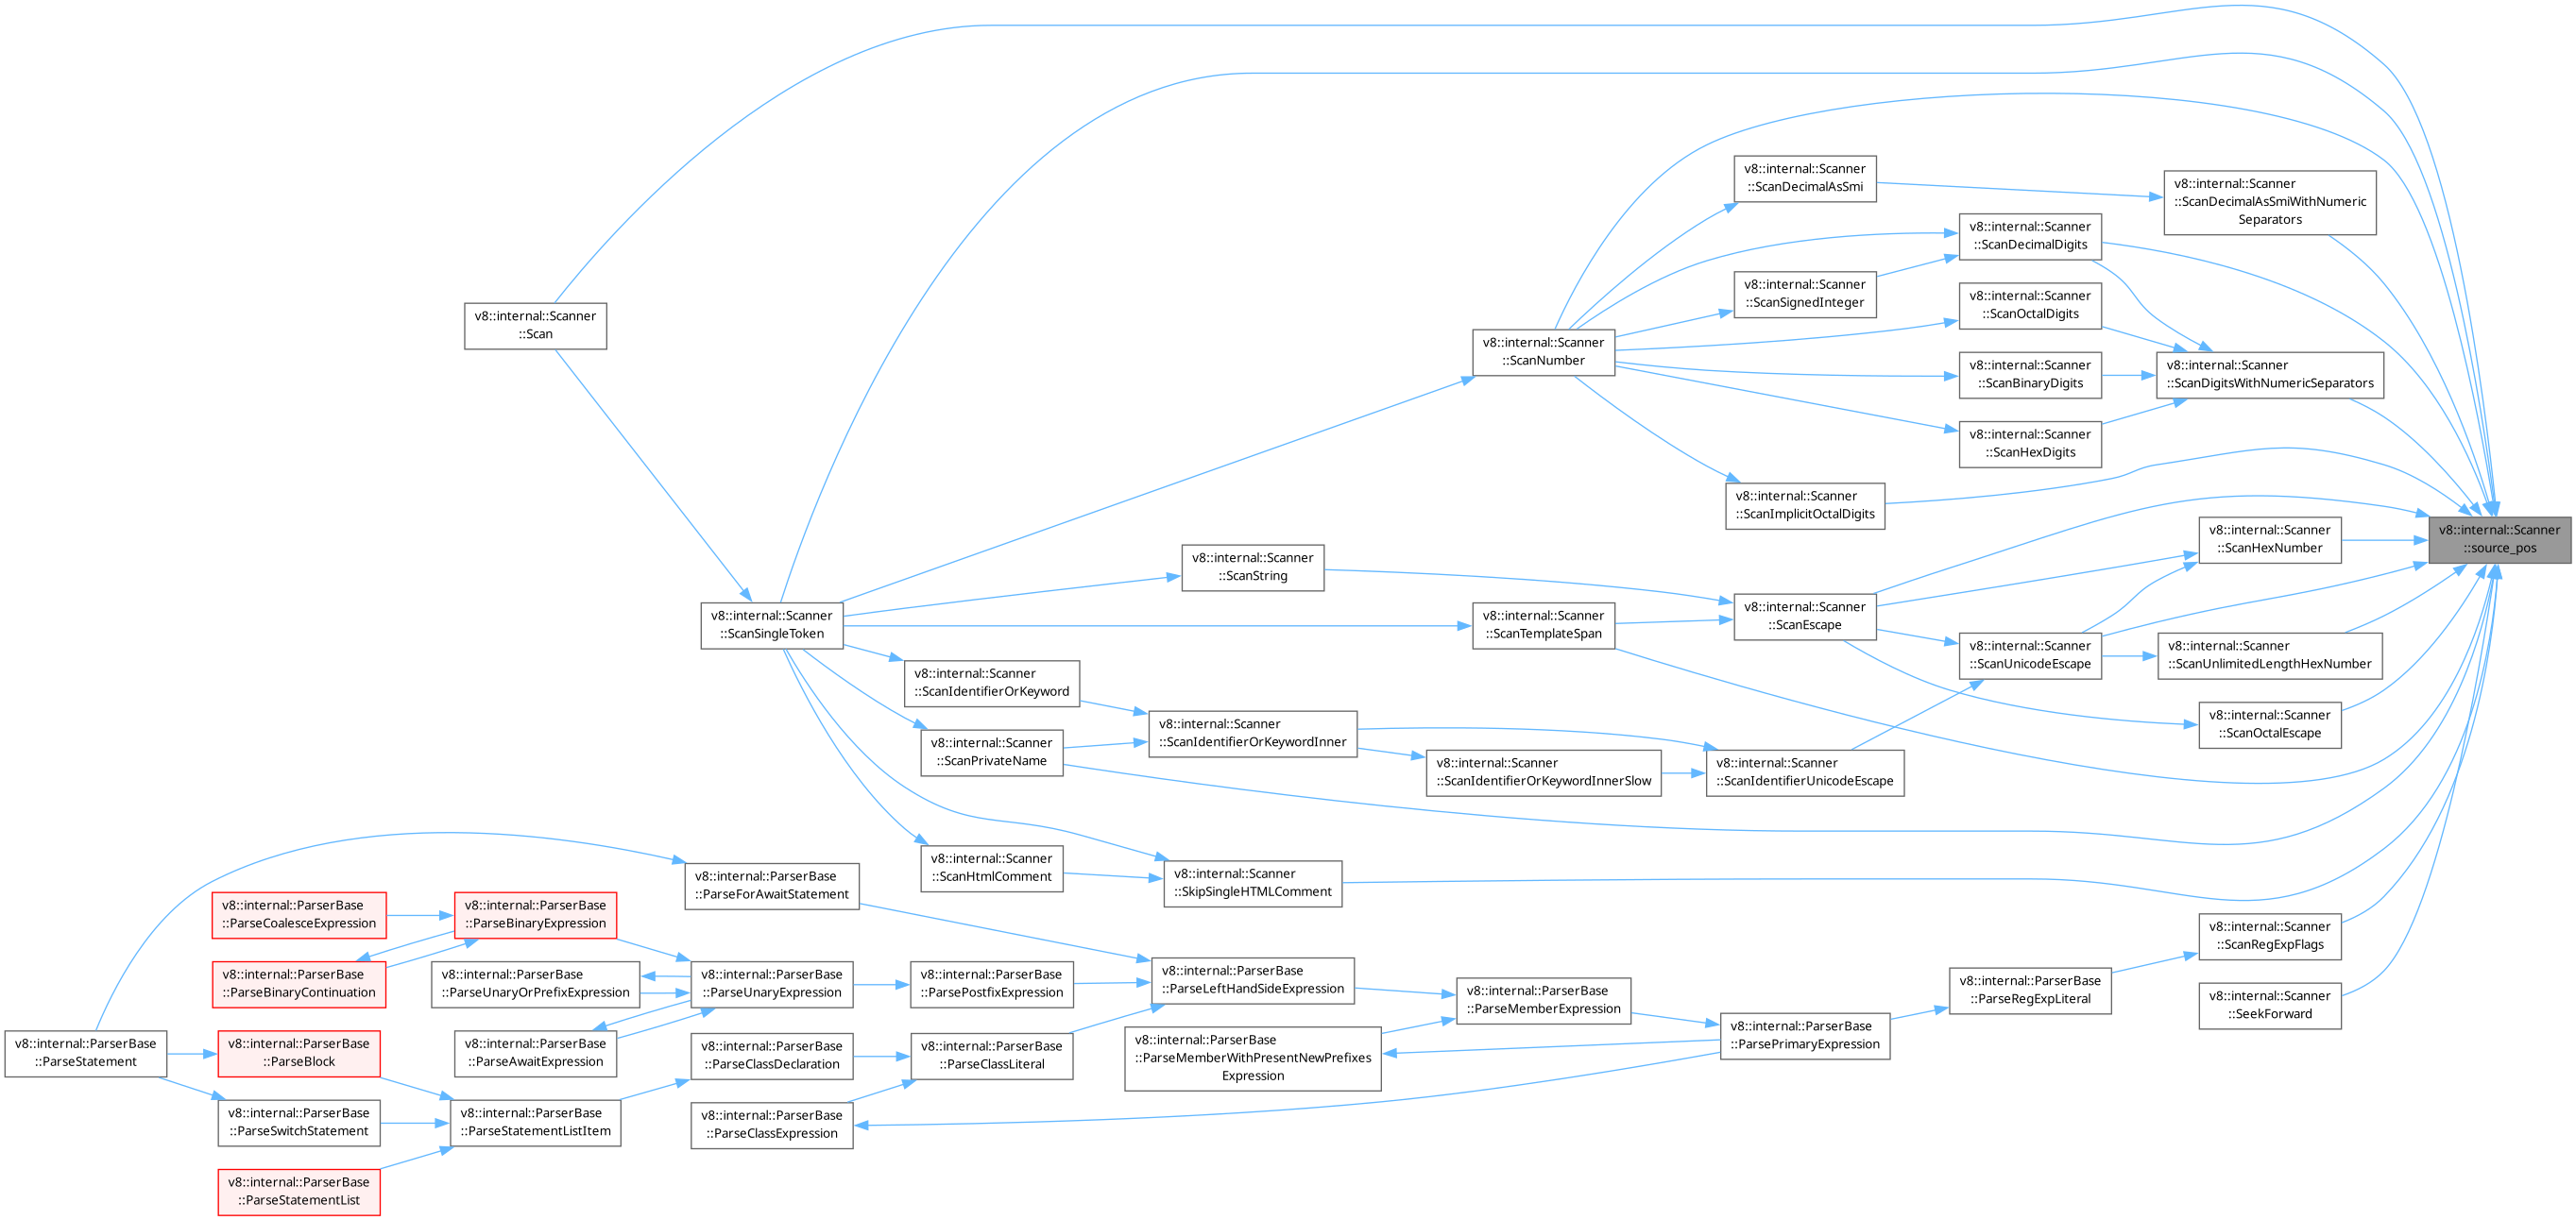 v8::internal::Scanner
::ScanDecimalAsSmi
v8::internal::Scanner
::ScanDecimalAsSmiWithNumeric
Separators
v8::internal::Scanner
::ScanDecimalDigits
v8::internal::Scanner
::ScanSignedInteger
v8::internal::Scanner
::ScanOctalDigits
v8::internal::Scanner
::Scan
v8::internal::Scanner
::ScanNumber
v8::internal::Scanner
::ScanBinaryDigits
v8::internal::Scanner
::ScanDigitsWithNumericSeparators
v8::internal::Scanner
::ScanHexDigits
v8::internal::Scanner
::ScanImplicitOctalDigits
v8::internal::Scanner
::ScanHexNumber
v8::internal::Scanner
::source_pos
v8::internal::Scanner
::ScanString
v8::internal::Scanner
::ScanSingleToken
v8::internal::Scanner
::ScanTemplateSpan
v8::internal::Scanner
::ScanEscape
v8::internal::Scanner
::ScanUnicodeEscape
v8::internal::Scanner
::ScanUnlimitedLengthHexNumber
v8::internal::Scanner
::ScanIdentifierOrKeyword
v8::internal::Scanner
::ScanOctalEscape
v8::internal::Scanner
::ScanIdentifierOrKeywordInner
v8::internal::Scanner
::ScanPrivateName
v8::internal::Scanner
::ScanIdentifierOrKeywordInnerSlow
v8::internal::Scanner
::ScanIdentifierUnicodeEscape
v8::internal::Scanner
::ScanHtmlComment
v8::internal::Scanner
::SkipSingleHTMLComment
v8::internal::ParserBase
::ParseForAwaitStatement
v8::internal::ParserBase
::ParseCoalesceExpression
v8::internal::ParserBase
::ParseBinaryExpression
v8::internal::Scanner
::ScanRegExpFlags
v8::internal::ParserBase
::ParseBinaryContinuation
v8::internal::ParserBase
::ParseUnaryOrPrefixExpression
v8::internal::ParserBase
::ParseUnaryExpression
v8::internal::ParserBase
::ParsePostfixExpression
v8::internal::ParserBase
::ParseLeftHandSideExpression
v8::internal::ParserBase
::ParseMemberExpression
v8::internal::ParserBase
::ParseRegExpLiteral
v8::internal::Scanner
::SeekForward
v8::internal::ParserBase
::ParseStatement
v8::internal::ParserBase
::ParseBlock
v8::internal::ParserBase
::ParseAwaitExpression
v8::internal::ParserBase
::ParseClassDeclaration
v8::internal::ParserBase
::ParseClassLiteral
v8::internal::ParserBase
::ParseMemberWithPresentNewPrefixes
Expression
v8::internal::ParserBase
::ParsePrimaryExpression
v8::internal::ParserBase
::ParseSwitchStatement
v8::internal::ParserBase
::ParseStatementListItem
v8::internal::ParserBase
::ParseClassExpression
v8::internal::ParserBase
::ParseStatementList